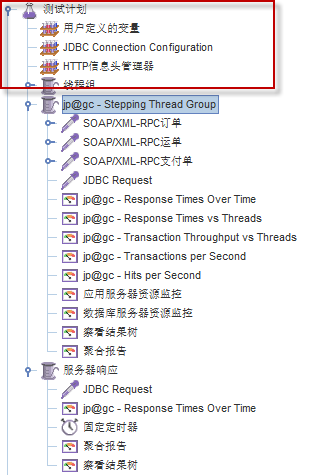 测试计划
用户定义的变量
JDBC Connection Configuration
HTTP信息头管理器
线程组
jp@gc - Stepping Thread Group
SOAP/XML-RPC订单
SOAP/XML-RPC运单
SOAP/XML-RPC支付单
JDBC Request
jp@gc - Response Times Over Time
jp@gc - Response Times vs Threads
jp@gc - Transaction Throughput vs Threads
jp@gc - Transactions per Second
jp@gc - Hits per Second
应用服务器资源监控
数据库服务器资源监控
察看结果树
聚合报告
服务器响应
JDBC Request
jp@gc - Response Times Over Time
固定定时器
聚合报告
察看结果树